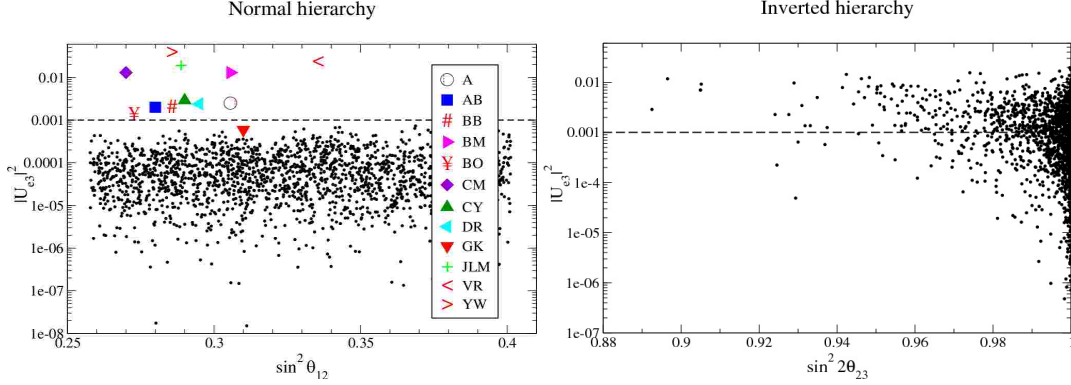 Normal hierarchy
|U_e3|^2
0.01
0.001
0.0001
1e-05
1e-06
1e-07
1e-08
0.25
0.3
0.35
0.4
sin^2 θ_12
A
AB
# BB
BM
¥ BO
CM
CY
DR
GK
+ JLM
< VR
> YW
Inverted hierarchy
|U_e3|^2
0.01
0.001
1e-4
1e-05
1e-06
1e-07
0.88
0.9
0.92
0.94
0.96
0.98
1
sin^2 2θ_23